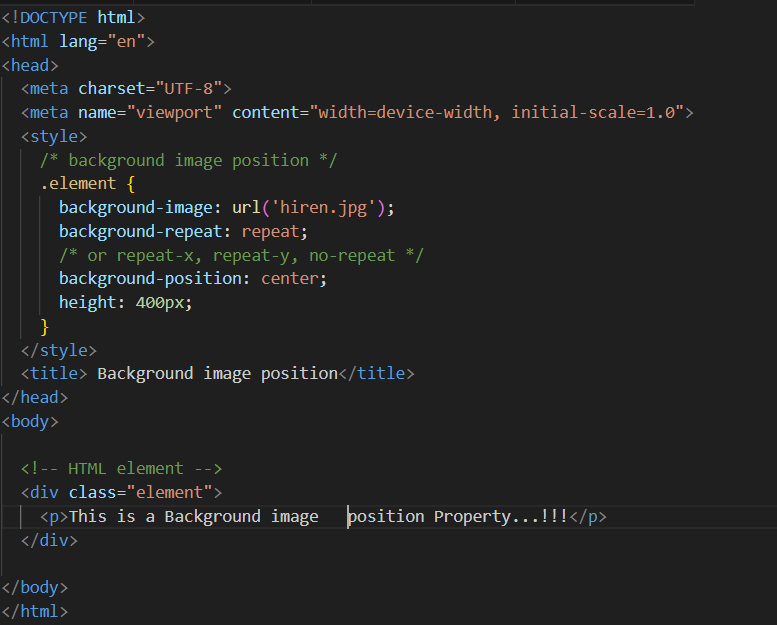 <!DOCTYPE html>
<html lang="en">
<head>
  <meta charset="UTF-8">
  <meta name="viewport" content="width=device-width, initial-scale=1.0">
  <style>
    /* background image position */
    .element {
      background-image: url('hiren.jpg');
      background-repeat: repeat;
      /* or repeat-x, repeat-y, no-repeat */
      background-position: center;
      height: 400px;
    }
  </style>
  <title> Background image position</title>
</head>
<body>
  <!-- HTML element -->
  <div class="element">
    <p>This is a Background image   position Property...!!!</p>
  </div>
</body>
</html>